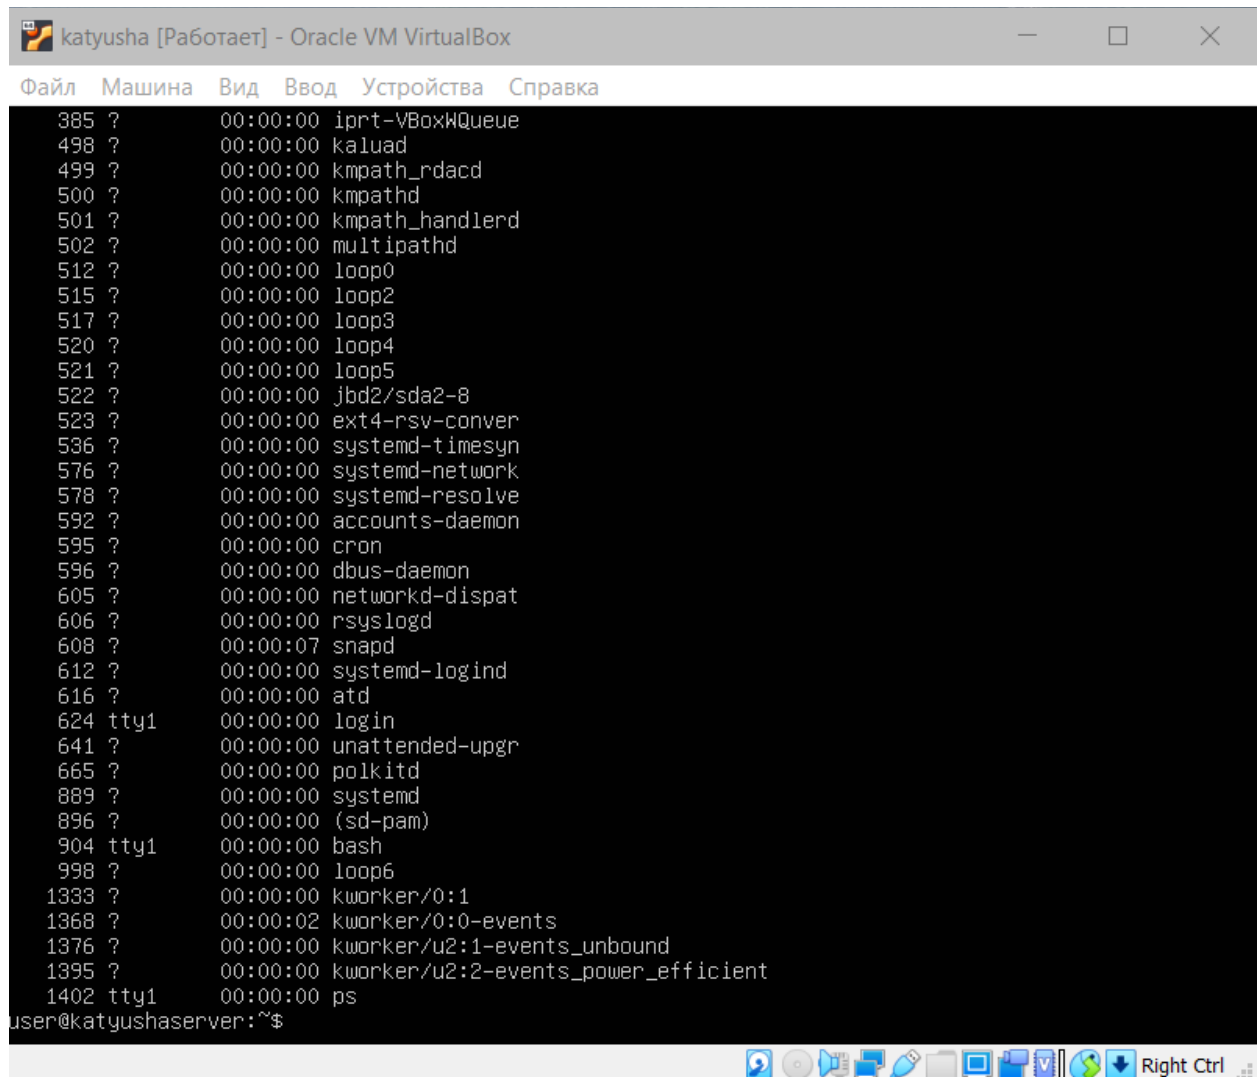 katyusha [Работает] - Oracle VM VirtualBox
Файл Машина Вид Ввод Устройства Справка
385 ? 00:00:00 iprt-VBoxWQueue
498 ? 00:00:00 kaluad
499 ? 00:00:00 kmpath_rdacd
500 ? 00:00:00 kmpathd
501 ? 00:00:00 kmpath_handlerd
502 ? 00:00:00 multipathd
512 ? 00:00:00 loop0
515 ? 00:00:00 loop2
517 ? 00:00:00 loop3
520 ? 00:00:00 loop4
521 ? 00:00:00 loop5
522 ? 00:00:00 jbd2/sda2-8
523 ? 00:00:00 ext4-rsv-conver
536 ? 00:00:00 systemd-timesyn
576 ? 00:00:00 systemd-network
578 ? 00:00:00 systemd-resolve
592 ? 00:00:00 accounts-daemon
595 ? 00:00:00 cron
596 ? 00:00:00 dbus-daemon
605 ? 00:00:00 networkd-dispat
606 ? 00:00:00 rsyslogd
608 ? 00:00:07 snapd
612 ? 00:00:00 systemd-logind
616 ? 00:00:00 atd
624 tty1 00:00:00 login
641 ? 00:00:00 unattended-upgr
665 ? 00:00:00 polkitd
889 ? 00:00:00 systemd
896 ? 00:00:00 (sd-pam)
904 tty1 00:00:00 bash
998 ? 00:00:00 loop6
1333 ? 00:00:00 kworker/0:1
1368 ? 00:00:02 kworker/0:0-events
1376 ? 00:00:00 kworker/u2:1-events_unbound
1395 ? 00:00:00 kworker/u2:2-events_power_efficient
1402 tty1 00:00:00 ps
user@katyushaserver:~$
Right Ctrl